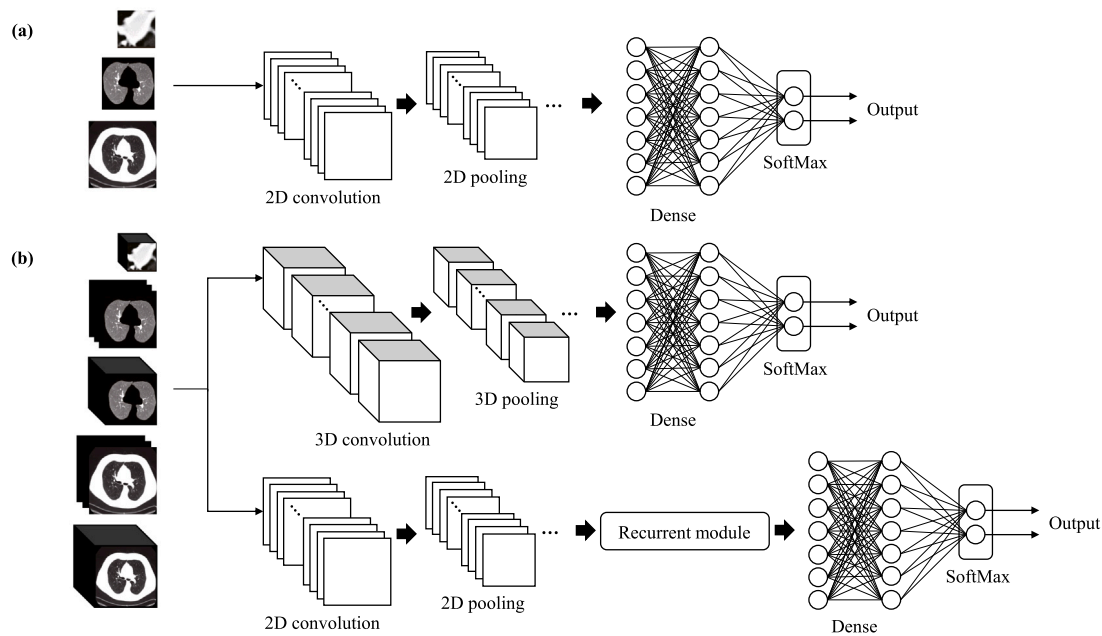 (a)
2D convolution
2D pooling
...
Dense
SoftMax
Output
(b)
3D convolution
3D pooling
...
Dense
SoftMax
Output
2D convolution
2D pooling
...
Recurrent module
Dense
SoftMax
Output